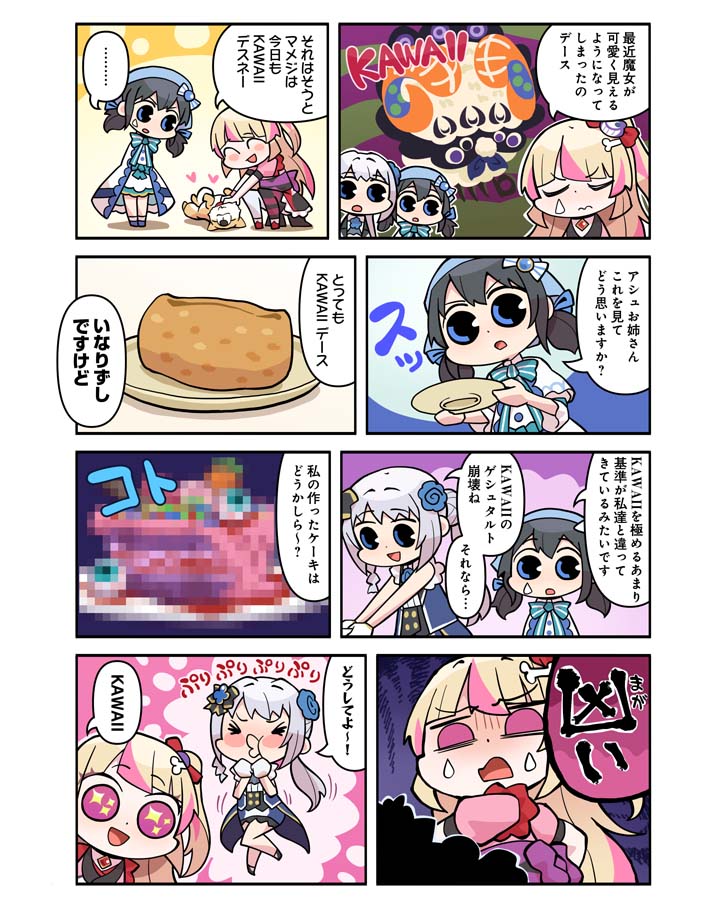 最近魔女が
可愛く見える
ようになって
しまったの
デース
KAWAII
それはそうと
マメジは
今日も
KAWAII
デスネー
………
アシュお姉さん
これを見て
どう思いますか？
スッ
とっても
KAWAIIデース
いなりずし
ですけど
KAWAIIを極めるあまり
基準が私達と違って
きているみたいです
KAWAIIの
ゲシュタルト
崩壊ね
それなら…
私の作ったケーキは
どうかしら〜？
コト
凶い
まが
どうしてよ〜！
ぷりぷりぷりぷり
KAWAII